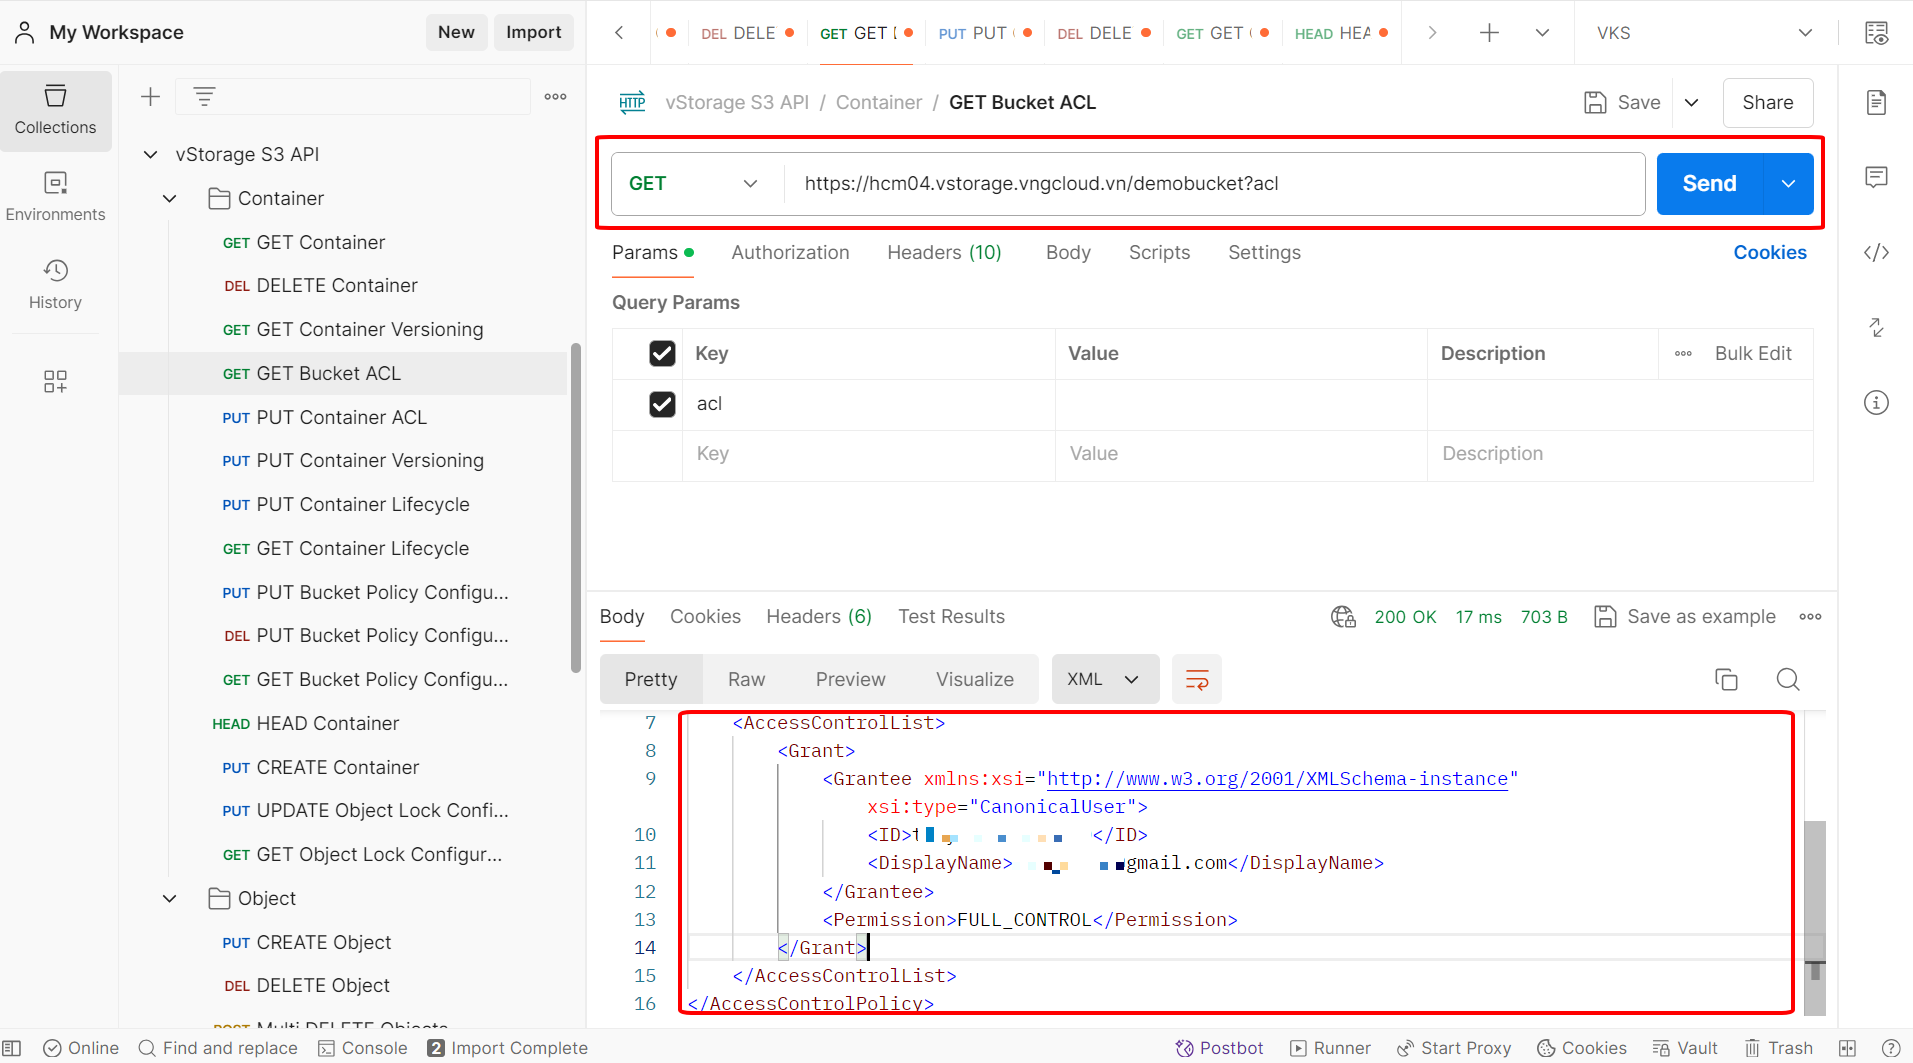 My Workspace
New
Import
DEL DELE
GET GET
PUT PUT
DEL DELE
GET GET
HEAD HEA
VKS
Collections
Environments
History
vStorage S3 API
Container
GET GET Container
DEL DELETE Container
GET GET Container Versioning
GET GET Bucket ACL
PUT PUT Container ACL
PUT PUT Container Versioning
PUT PUT Container Lifecycle
GET GET Container Lifecycle
PUT PUT Bucket Policy Configu...
DEL PUT Bucket Policy Configu...
GET GET Bucket Policy Configu...
HEAD HEAD Container
PUT CREATE Container
PUT UPDATE Object Lock Confi...
GET GET Object Lock Configur...
Object
PUT CREATE Object
DEL DELETE Object
POST Multi DELETE Objects
HTTP vStorage S3 API / Container / GET Bucket ACL
Save
Share
GET
https://hcm04.vstorage.vngcloud.vn/demobucket?acl
Send
Params Authorization Headers (10) Body Scripts Settings
Cookies
Query Params
Key Value Description Bulk Edit
acl
Key Value Description
Body Cookies Headers (6) Test Results
200 OK 17 ms 703 B Save as example
Pretty Raw Preview Visualize XML
7 <AccessControlList>
8 <Grant>
9 <Grantee xmlns:xsi="http://www.w3.org/2001/XMLSchema-instance"
xsi:type="CanonicalUser">
10 <ID> </ID>
11 <DisplayName> gmail.com</DisplayName>
12 </Grantee>
13 <Permission>FULL_CONTROL</Permission>
14 </Grant>
15 </AccessControlList>
16 </AccessControlPolicy>
Online Find and replace Console 2 Import Complete
Postbot Runner Start Proxy Cookies Vault Trash